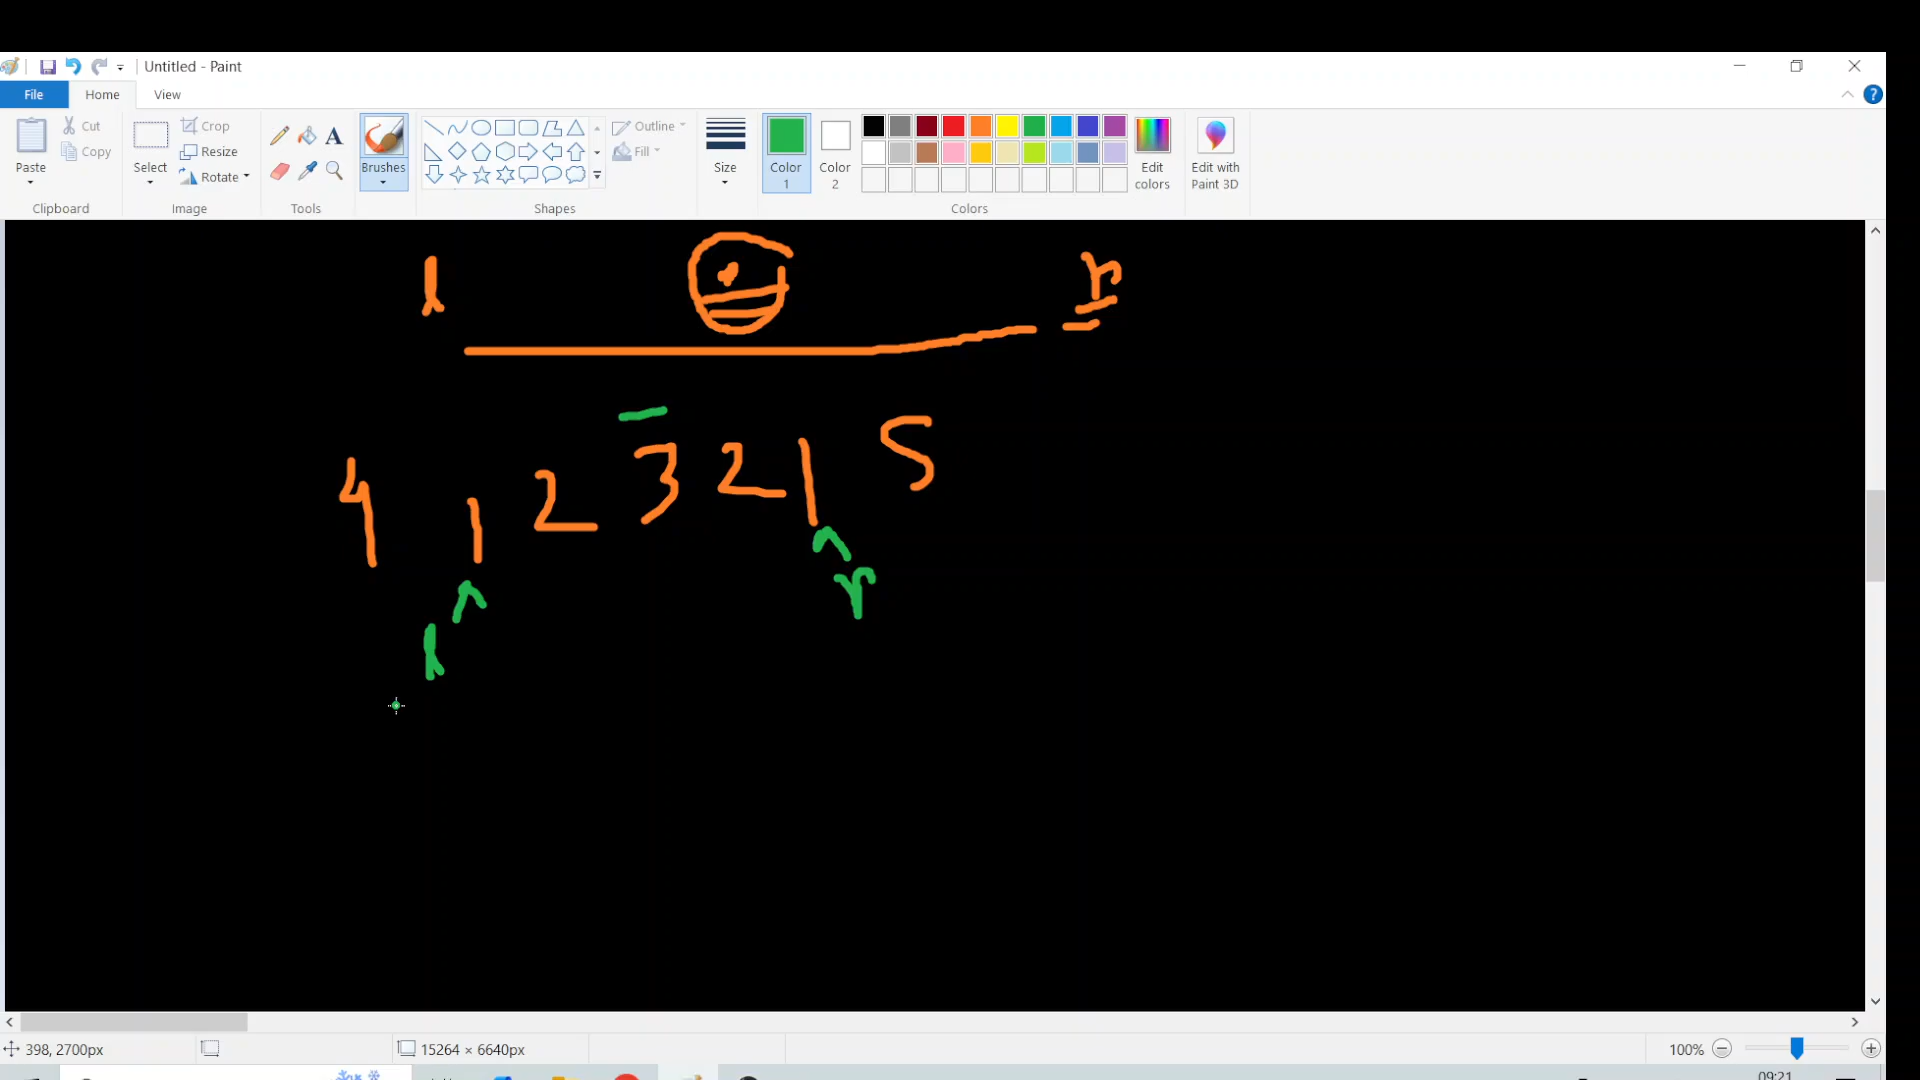 Untitled - Paint
File Home View
Cut
Copy
Paste
Clipboard
Crop
Resize
Rotate
Select
Image
Tools
Brushes
Outline
Fill
Shapes
Size
Color 1
Color 2
Edit colors
Edit with Paint 3D
Colors
l r
4 1 2 3 2 1 5
r
l
398, 2700px
15264 × 6640px
100%
09:21